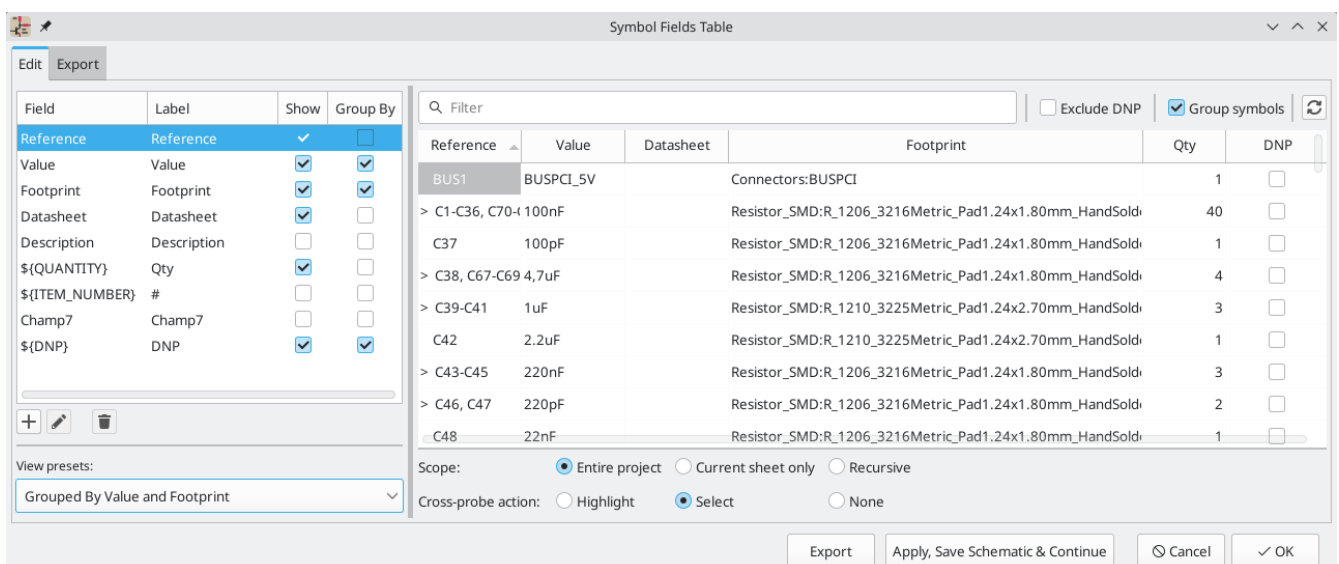 Symbol Fields Table
Edit Export
Field Label Show Group By
Reference Reference
Value Value
Footprint Footprint
Datasheet Datasheet
Description Description
${QUANTITY} Qty
${ITEM_NUMBER} #
Champ7 Champ7
${DNP} DNP
View presets:
Grouped By Value and Footprint
Filter Exclude DNP Group symbols
Reference Value Datasheet Footprint Qty DNP
BUS1 BUSPCI_5V Connectors:BUSPCI 1
> C1-C36, C70-( 100nF Resistor_SMD:R_1206_3216Metric_Pad1.24x1.80mm_HandSold 40
C37 100pF Resistor_SMD:R_1206_3216Metric_Pad1.24x1.80mm_HandSold 1
> C38, C67-C69 4,7uF Resistor_SMD:R_1206_3216Metric_Pad1.24x1.80mm_HandSold 4
> C39-C41 1uF Resistor_SMD:R_1210_3225Metric_Pad1.24x2.70mm_HandSold 3
C42 2.2uF Resistor_SMD:R_1210_3225Metric_Pad1.24x2.70mm_HandSold 1
> C43-C45 220nF Resistor_SMD:R_1206_3216Metric_Pad1.24x1.80mm_HandSold 3
> C46, C47 220pF Resistor_SMD:R_1206_3216Metric_Pad1.24x1.80mm_HandSold 2
C48 22nF Resistor_SMD:R_1206_3216Metric_Pad1.24x1.80mm_HandSold 1
Scope: Entire project Current sheet only Recursive
Cross-probe action: Highlight Select None
Export Apply, Save Schematic & Continue Cancel OK